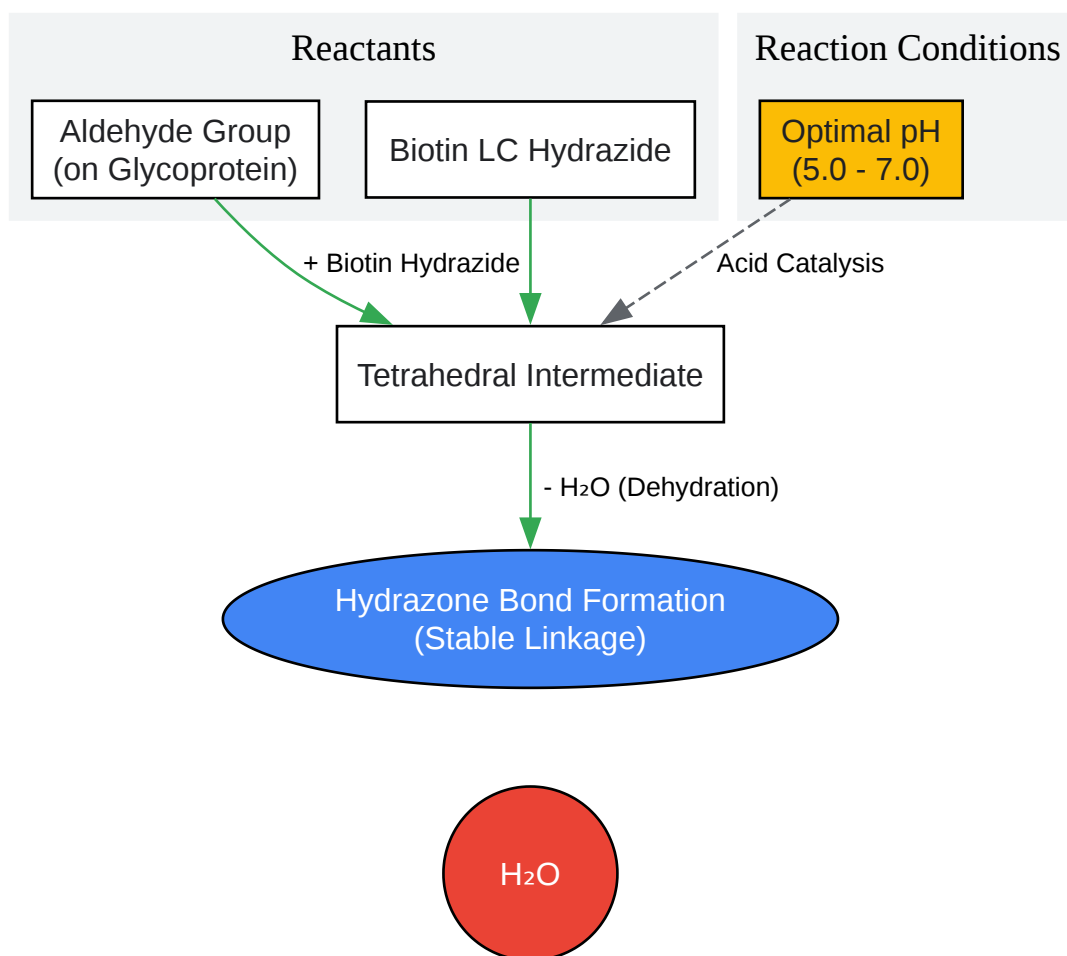 Reactants
Reaction Conditions
Aldehyde Group
(on Glycoprotein)
Biotin LC Hydrazide
Optimal pH
(5.0 - 7.0)
+ Biotin Hydrazide
Acid Catalysis
Tetrahedral Intermediate
- H₂O (Dehydration)
Hydrazone Bond Formation
(Stable Linkage)
H₂O